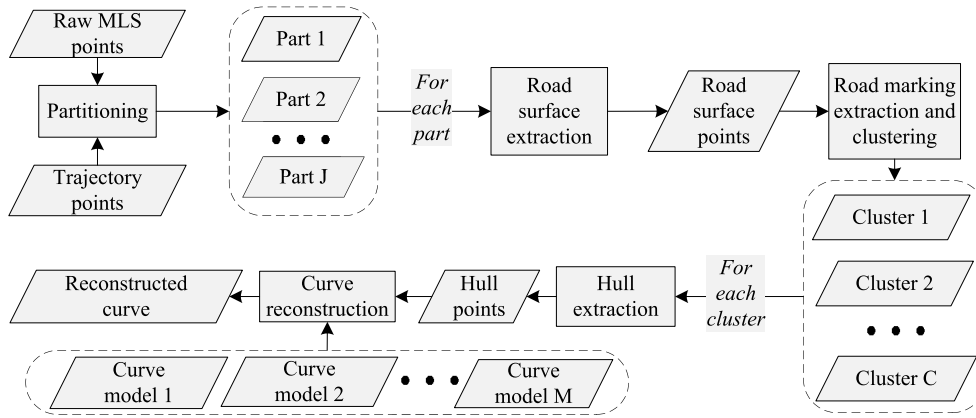 Raw MLS
points
Partitioning
Trajectory
points
Part 1
Part 2
Part J
For
each
part
Road
surface
extraction
Road
surface
points
Road marking
extraction and
clustering
Cluster 1
Cluster 2
Cluster C
For
each
cluster
Hull
extraction
Hull
points
Curve
reconstruction
Reconstructed
curve
Curve
model 1
Curve
model 2
Curve
model M